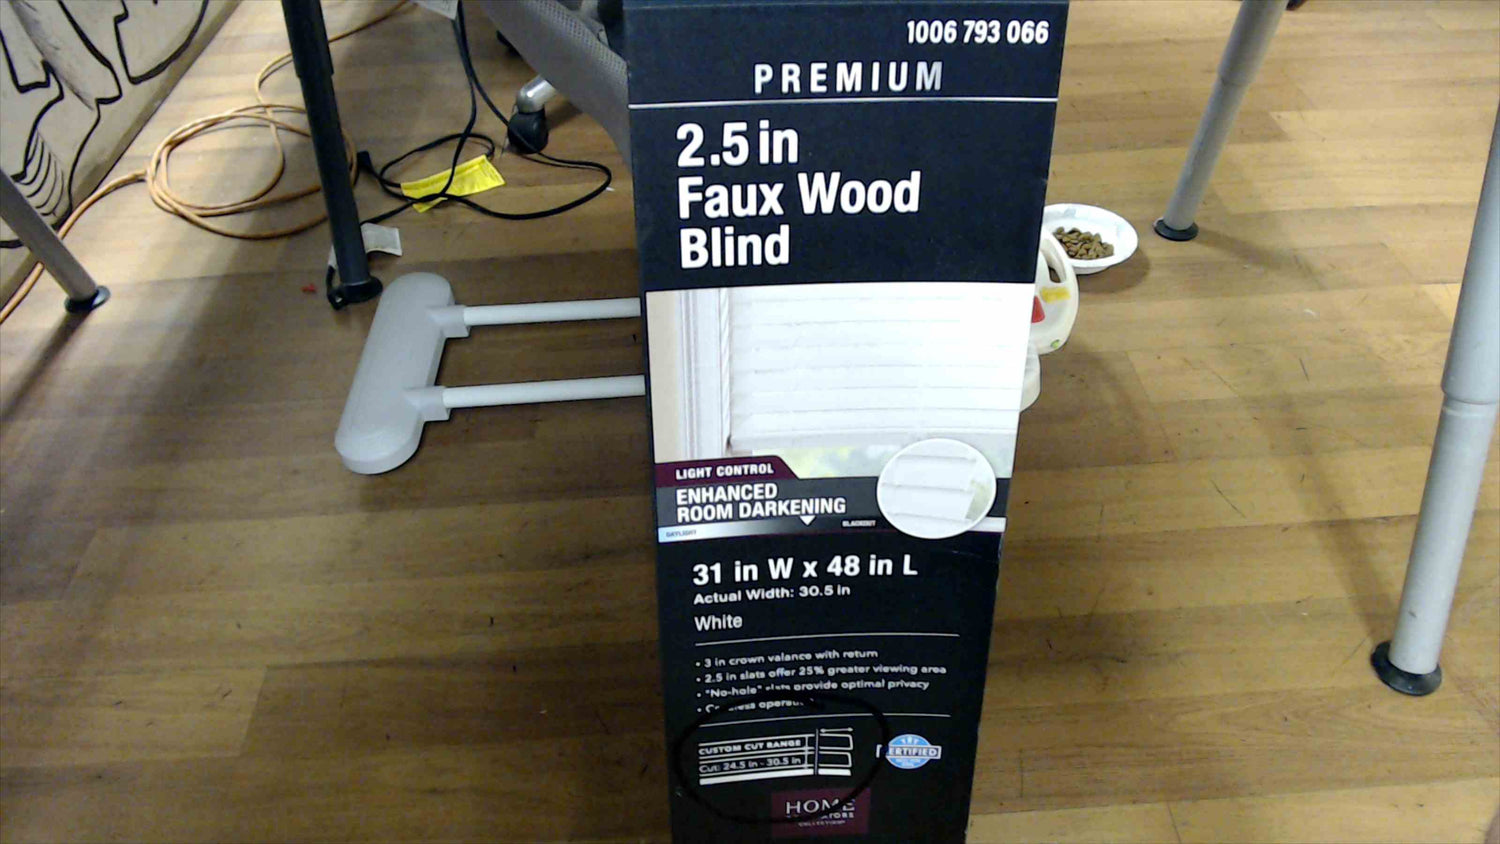 1006 793 066
PREMIUM
2.5 in
Faux Wood
Blind
LIGHT CONTROL
ENHANCED
ROOM DARKENING
DAYLIGHT
BLACKOUT
31 in W x 48 in L
Actual Width: 30.5 in
White
• 3 in crown valance with return
• 2.5 in slats offer 25% greater viewing area
• "No-hole" slats provide optimal privacy
CUSTOM CUT RANGE
Cut: 24.5 in - 30.5 in
CERTIFIED
HOME
COLLECTION